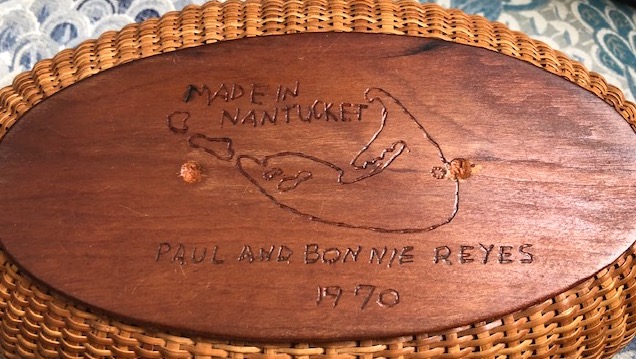 MADE IN
NANTUCKET
PAUL AND BONNIE REYES
1970